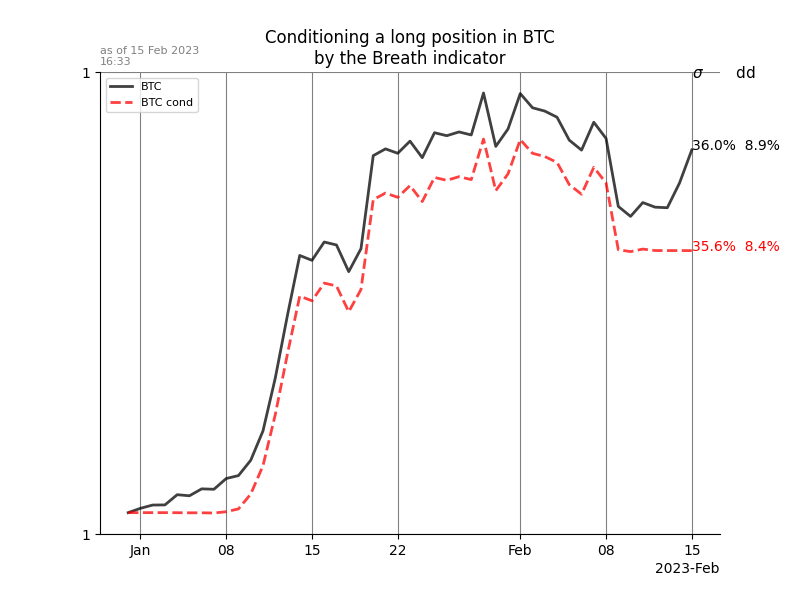 Conditioning a long position in BTC
by the Breath indicator
as of 15 Feb 2023
16:33
1
σ dd
BTC
BTC cond
36.0% 8.9%
35.6% 8.4%
1
Jan 08 15 22 Feb 08 15
2023-Feb